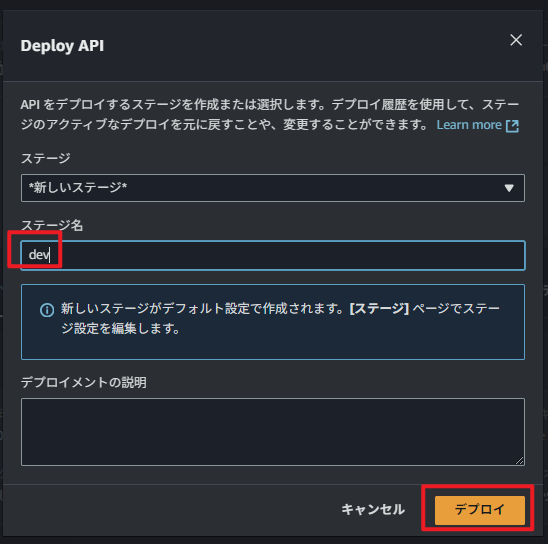 Deploy API
API をデプロイするステージを作成または選択します。デプロイ履歴を使用して、ステー
ジのアクティブなデプロイを元に戻すことや、変更することができます。 Learn more
ステージ
*新しいステージ*
ステージ名
dev
新しいステージがデフォルト設定で作成されます。[ステージ] ページでステー
ジ設定を編集します。
デプロイメントの説明
キャンセル
デプロイ